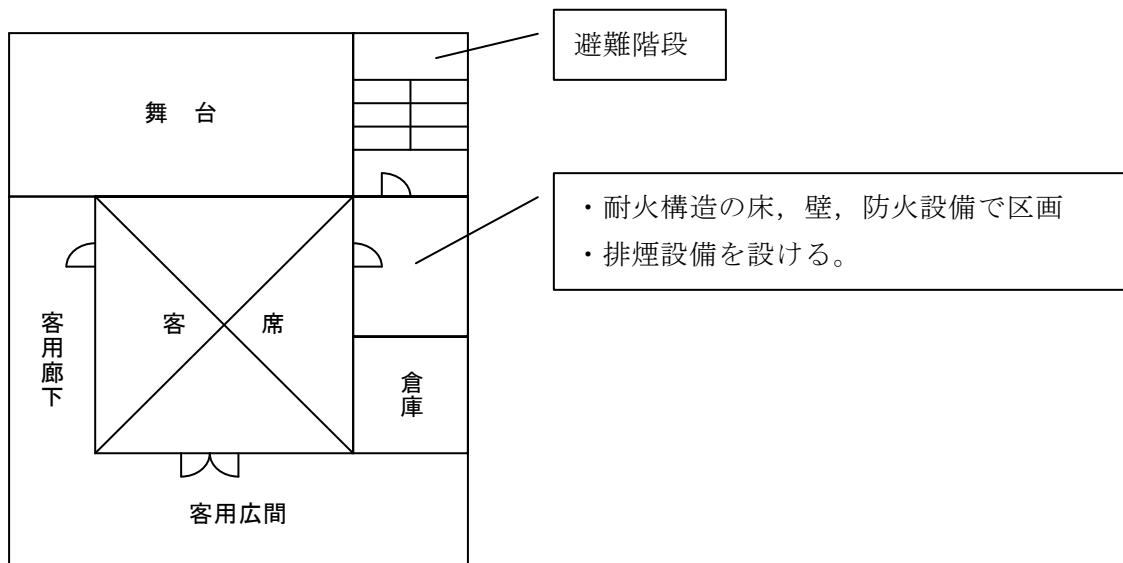 避難階段
舞 台
・耐火構造の床，壁，防火設備で区画
・排煙設備を設ける。
客用廊下
客 席
倉庫
客用広間